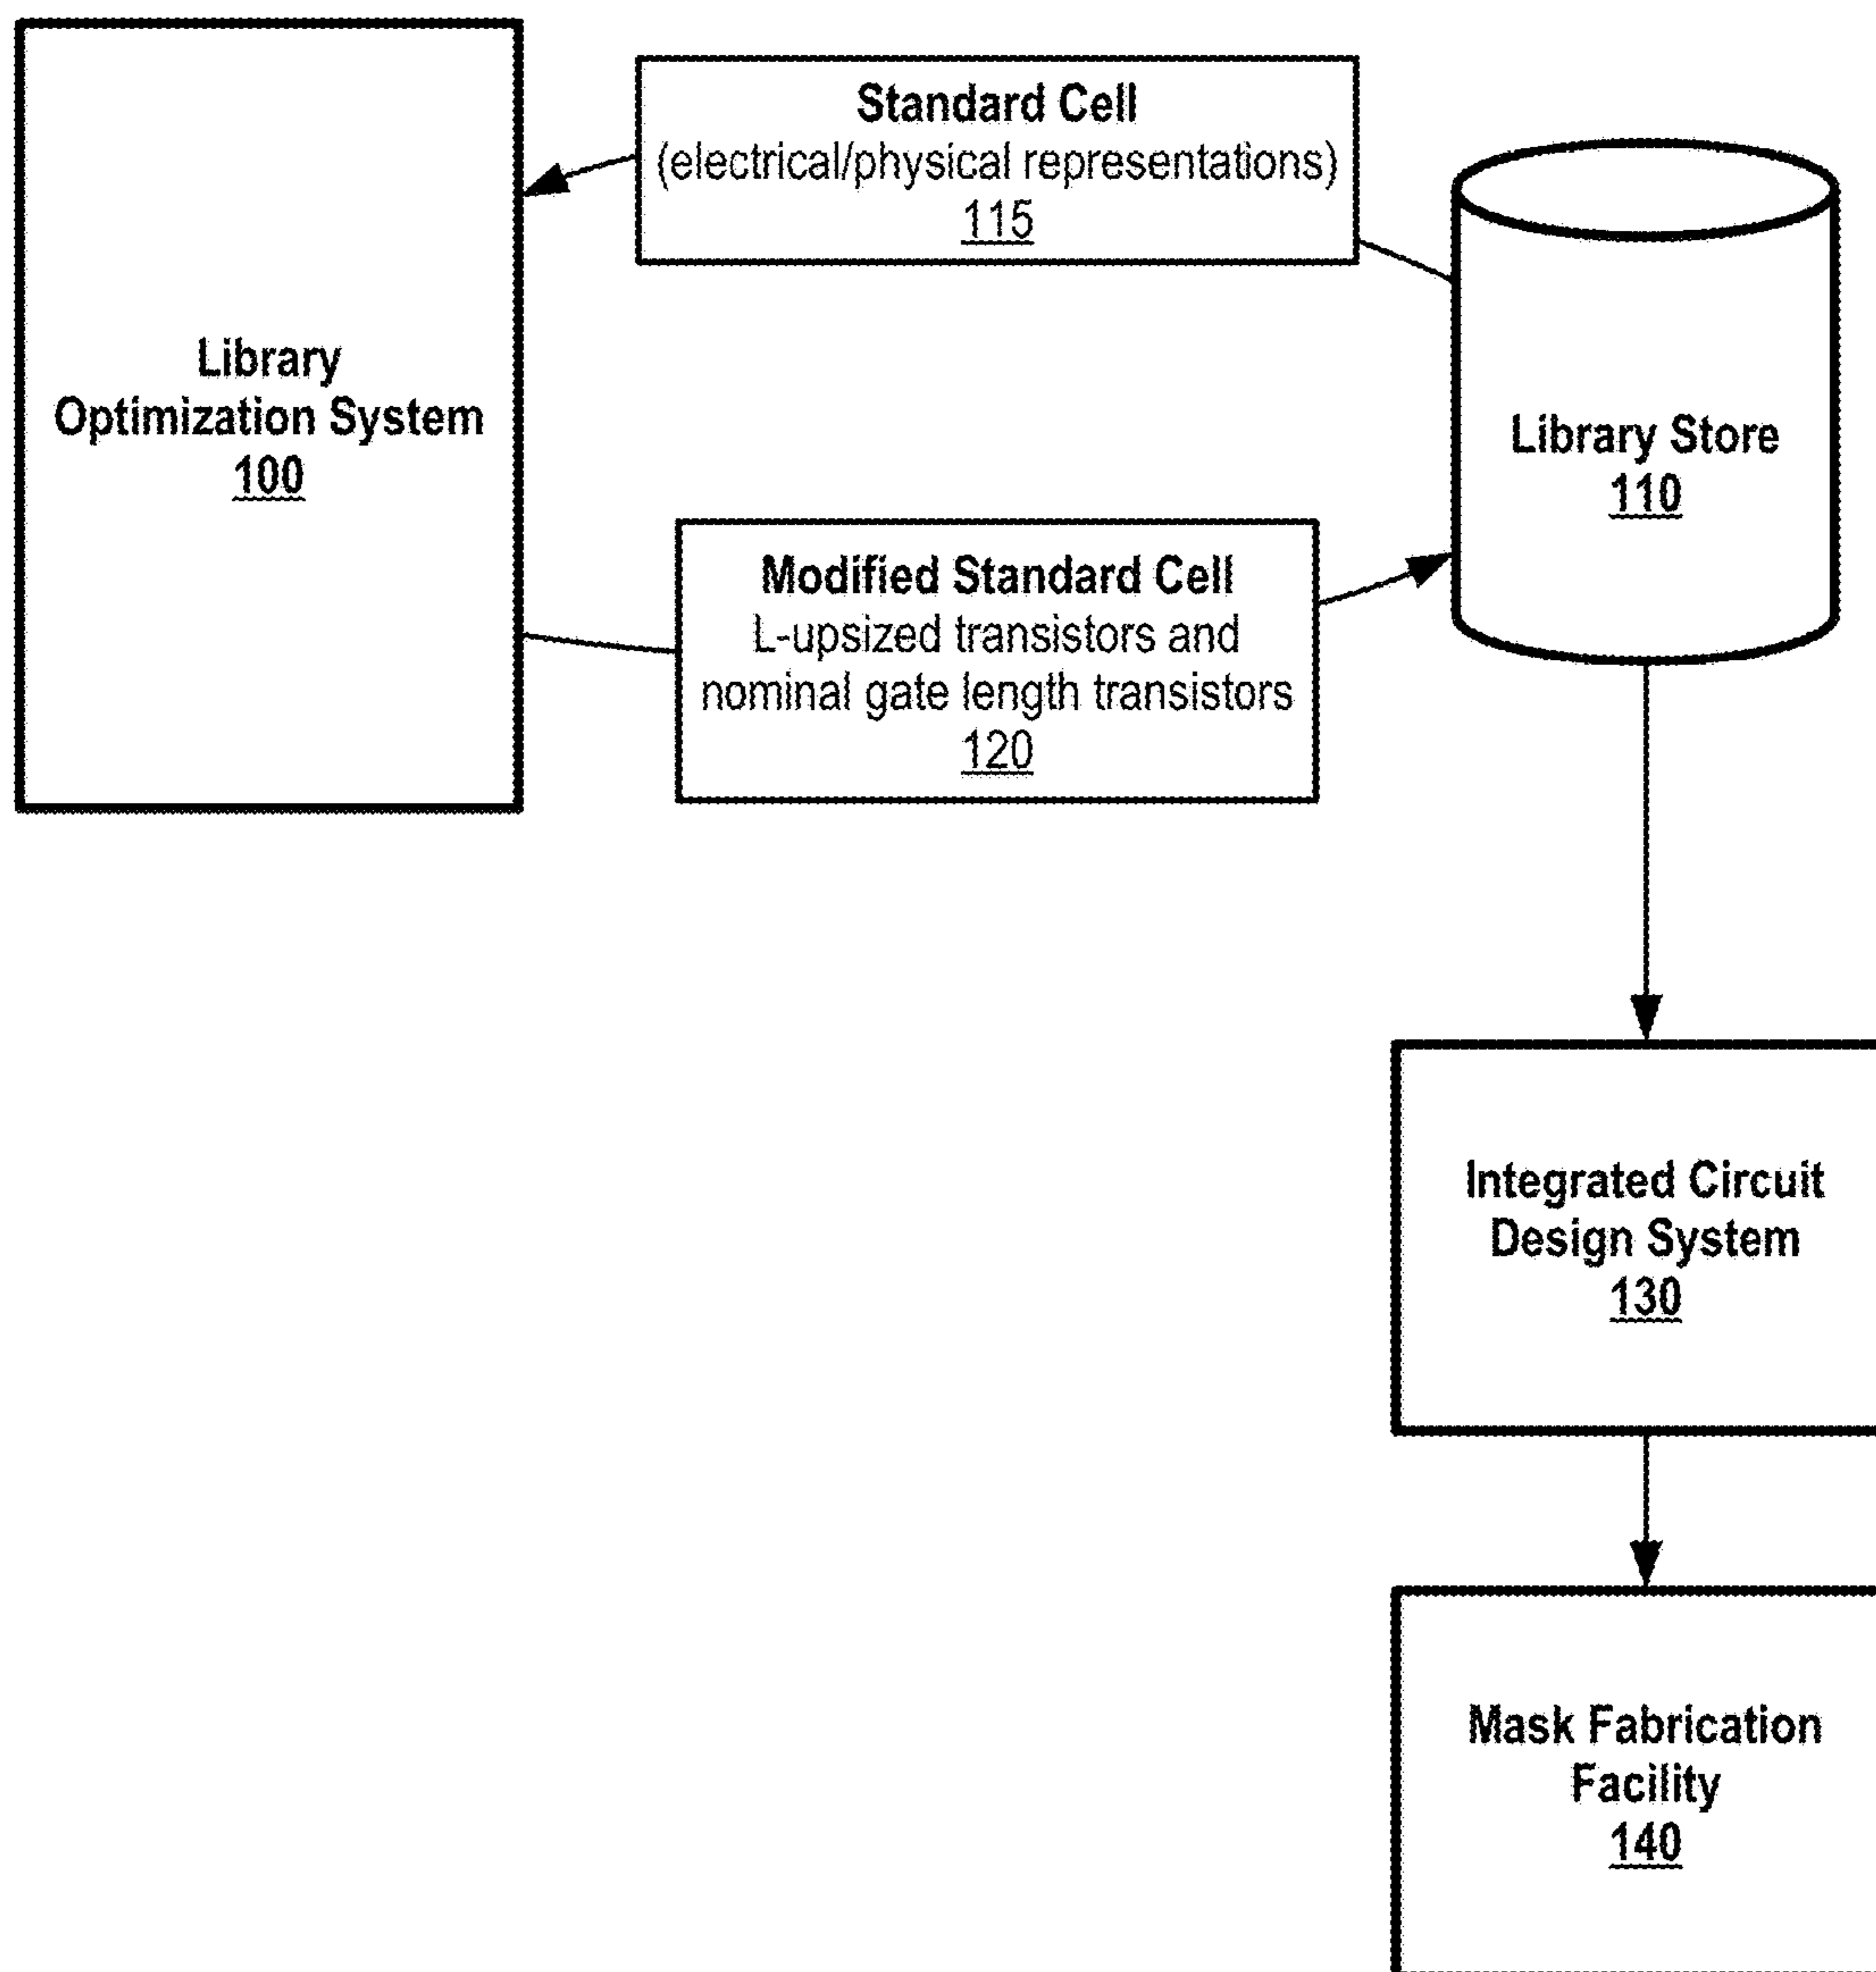 Standard Cell
(electrical/physical representations)
115
Library
Optimization System
100
Library Store
110
Modified Standard Cell
L-upsized transistors and
nominal gate length transistors
120
Integrated Circuit
Design System
130
Mask Fabrication
Facility
140